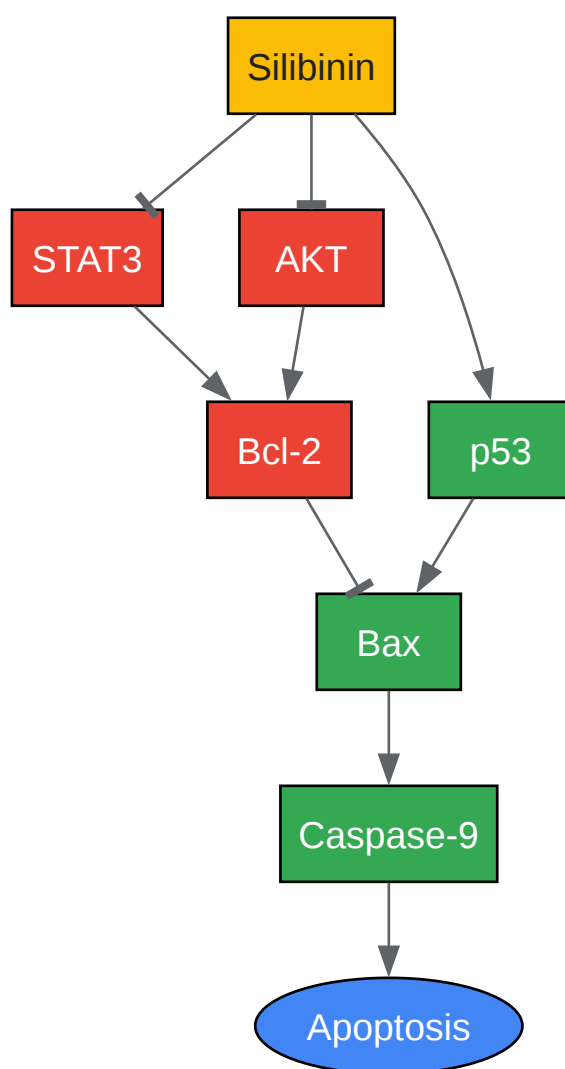 Silibinin
STAT3
AKT
Bcl-2
p53
Bax
Caspase-9
Apoptosis